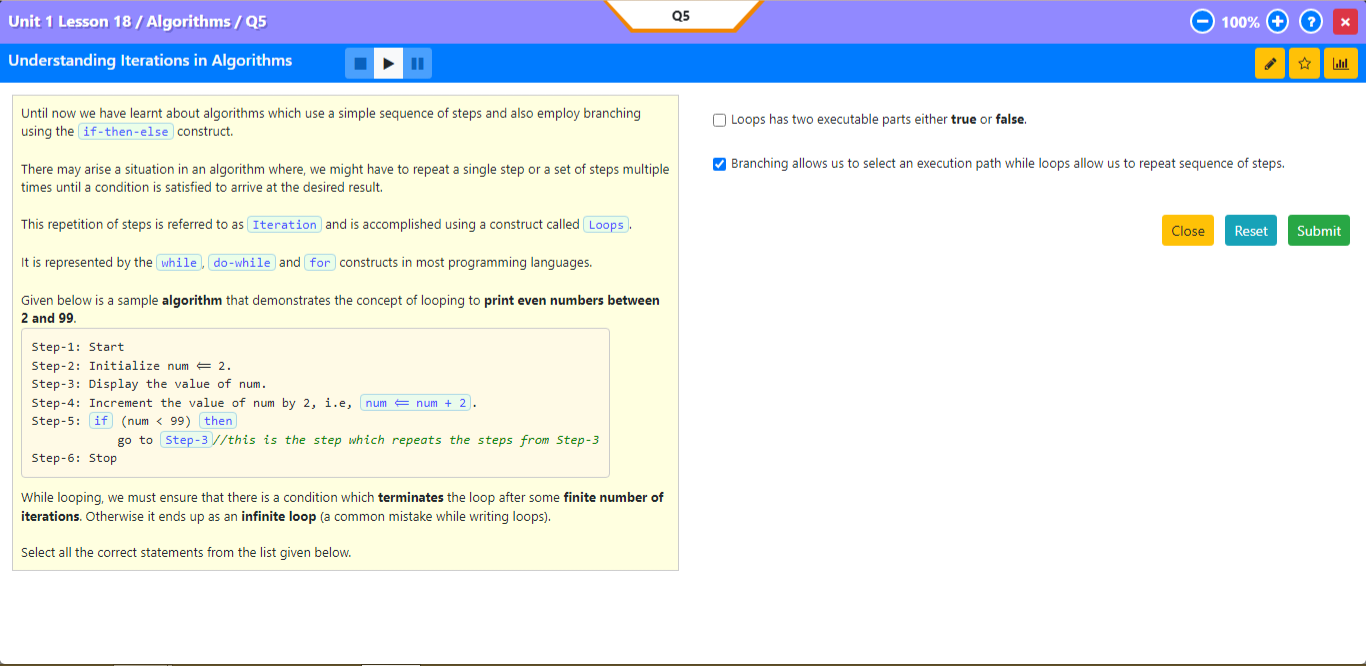 Unit 1 Lesson 18 / Algorithms / Q5
Q5
100%
?
Understanding Iterations in Algorithms
Until now we have learnt about algorithms which use a simple sequence of steps and also employ branching
using the if-then-else construct.
There may arise a situation in an algorithm where, we might have to repeat a single step or a set of steps multiple
times until a condition is satisfied to arrive at the desired result.
This repetition of steps is referred to as Iteration and is accomplished using a construct called Loops.
It is represented by the while, do-while and for constructs in most programming languages.
Given below is a sample algorithm that demonstrates the concept of looping to print even numbers between
2 and 99.
Step-1: Start
Step-2: Initialize num ⇐ 2.
Step-3: Display the value of num.
Step-4: Increment the value of num by 2, i.e, num ⇐ num + 2.
Step-5: if (num < 99) then
go to Step-3//this is the step which repeats the steps from Step-3
Step-6: Stop
While looping, we must ensure that there is a condition which terminates the loop after some finite number of
iterations. Otherwise it ends up as an infinite loop (a common mistake while writing loops).
Select all the correct statements from the list given below.
Loops has two executable parts either true or false.
Branching allows us to select an execution path while loops allow us to repeat sequence of steps.
Close Reset Submit